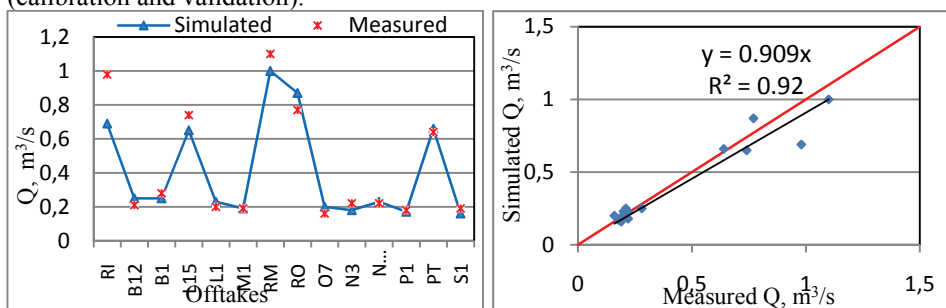 (calibration and validation).
Simulated Measured
1,2
1
0,8
0,6
0,4
0,2
0
Q, m³/s
RI B12 B1 O15 L1 M1 RM RO O7 N3 N... P1 PT S1
Offtakes
1,5
1
0,5
0
Simulated Q, m³/s
y = 0.909x
R² = 0.92
0 0,5 1 1,5
Measured Q, m³/s